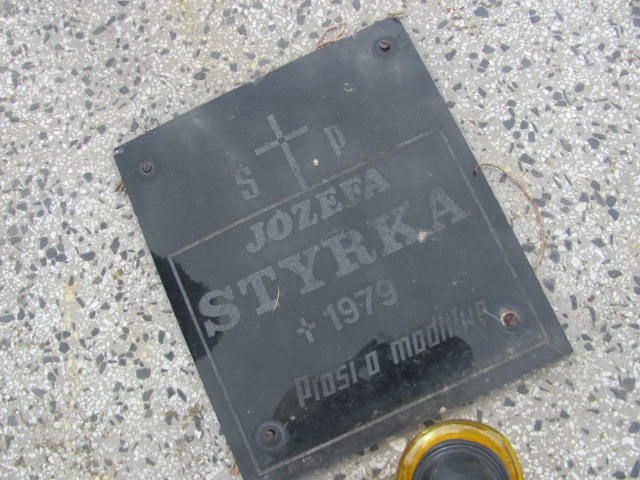 S P
JÓZEFA
STYRKA
+ 1979
Prosi o modlitwę